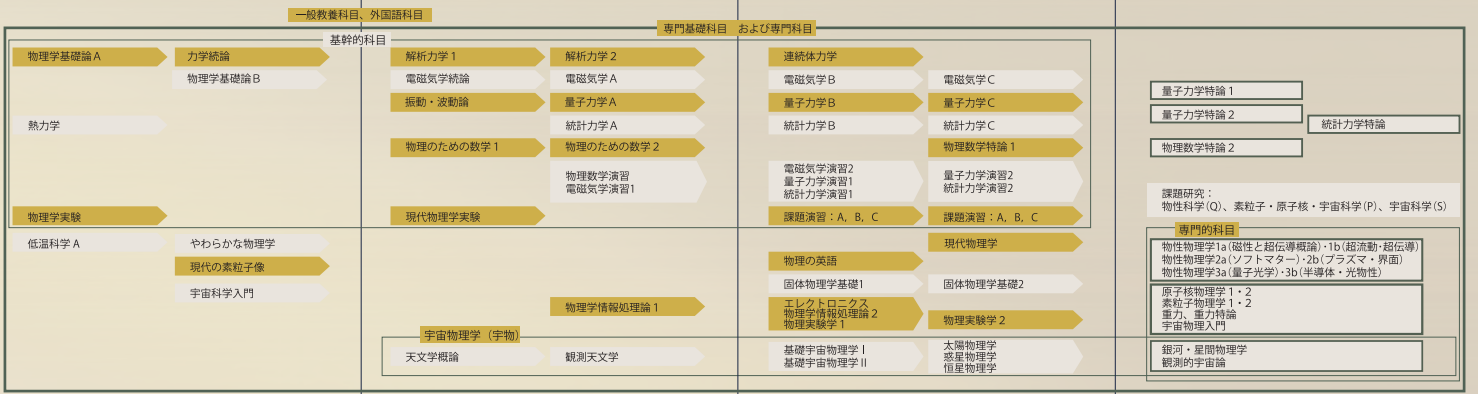 一般教養科目、外国語科目
専門基礎科目　および専門科目
基幹的科目
物理学基礎論A
力学続論
解析力学1
解析力学2
連続体力学
物理学基礎論B
電磁気学続論
電磁気学A
電磁気学B
電磁気学C
量子力学特論1
振動・波動論
量子力学A
量子力学B
量子力学C
量子力学特論2
熱力学
統計力学A
統計力学B
統計力学C
統計力学特論
物理のための数学1
物理のための数学2
物理数学特論1
物理数学特論2
物理数学演習
電磁気学演習1
電磁気学演習2
量子力学演習1
統計力学演習1
量子力学演習2
統計力学演習2
課題研究：
物性科学(Q)、素粒子・原子核・宇宙科学(P)、宇宙科学(S)
物理学実験
現代物理学実験
課題演習：A，B，C
課題演習：A，B，C
専門的科目
低温科学A
やわらかな物理学
現代物理学
物性物理学1a(磁性と超伝導概論)・1b(超流動・超伝導)
物性物理学2a(ソフトマター)・2b(プラズマ・界面)
物性物理学3a(量子光学)・3b(半導体・光物性)
現代の素粒子像
物理の英語
宇宙科学入門
固体物理学基礎1
固体物理学基礎2
原子核物理学1・2
素粒子物理学1・2
重力、重力特論
宇宙物理入門
物理学情報処理論1
エレクトロニクス
物理学情報処理論2
物理実験学1
物理実験学2
宇宙物理学（宇物）
天文学概論
観測天文学
基礎宇宙物理学Ⅰ
基礎宇宙物理学Ⅱ
太陽物理学
惑星物理学
恒星物理学
銀河・星間物理学
観測的宇宙論